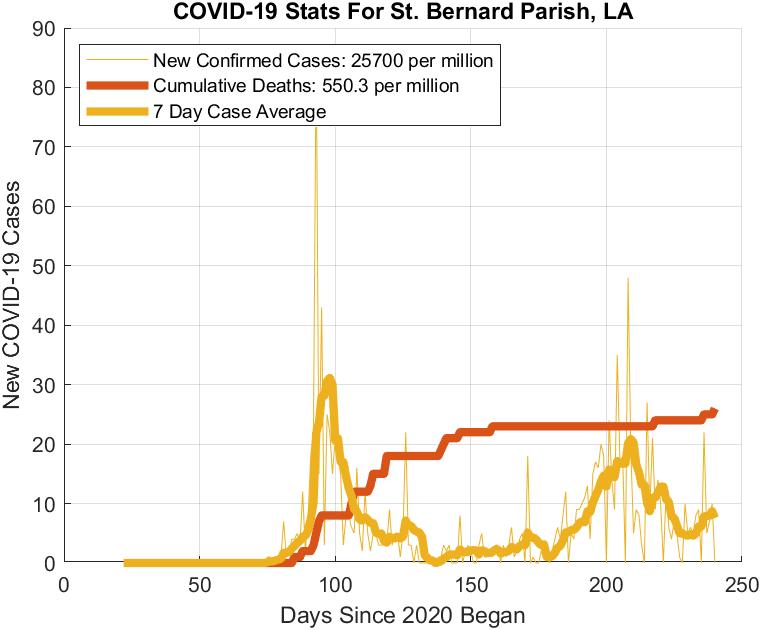 COVID-19 Stats For St. Bernard Parish, LA
New Confirmed Cases: 25700 per million
Cumulative Deaths: 550.3 per million
7 Day Case Average
New COVID-19 Cases
90
80
70
60
50
40
30
20
10
0
0 50 100 150 200 250
Days Since 2020 Began